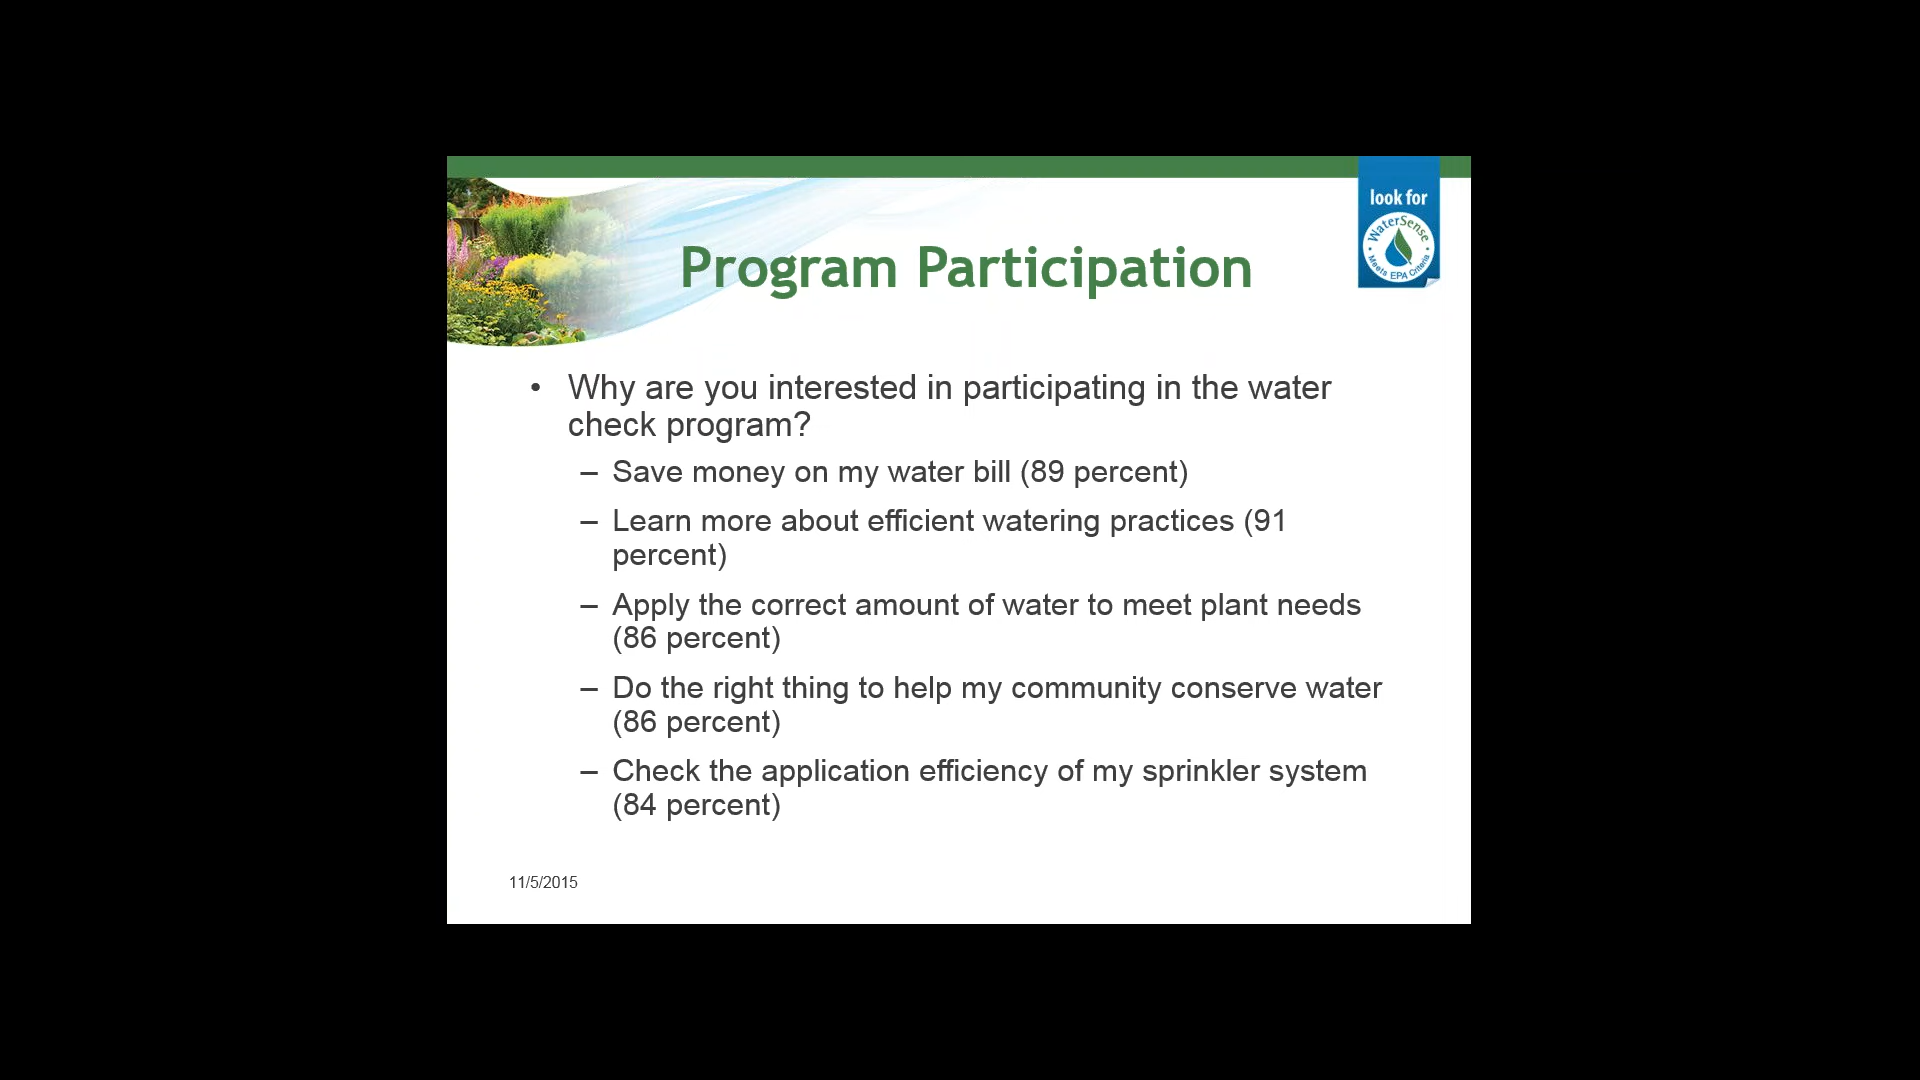 look for
WaterSense
Meets EPA Criteria
Program Participation
• Why are you interested in participating in the water
check program?
– Save money on my water bill (89 percent)
– Learn more about efficient watering practices (91
percent)
– Apply the correct amount of water to meet plant needs
(86 percent)
– Do the right thing to help my community conserve water
(86 percent)
– Check the application efficiency of my sprinkler system
(84 percent)
11/5/2015